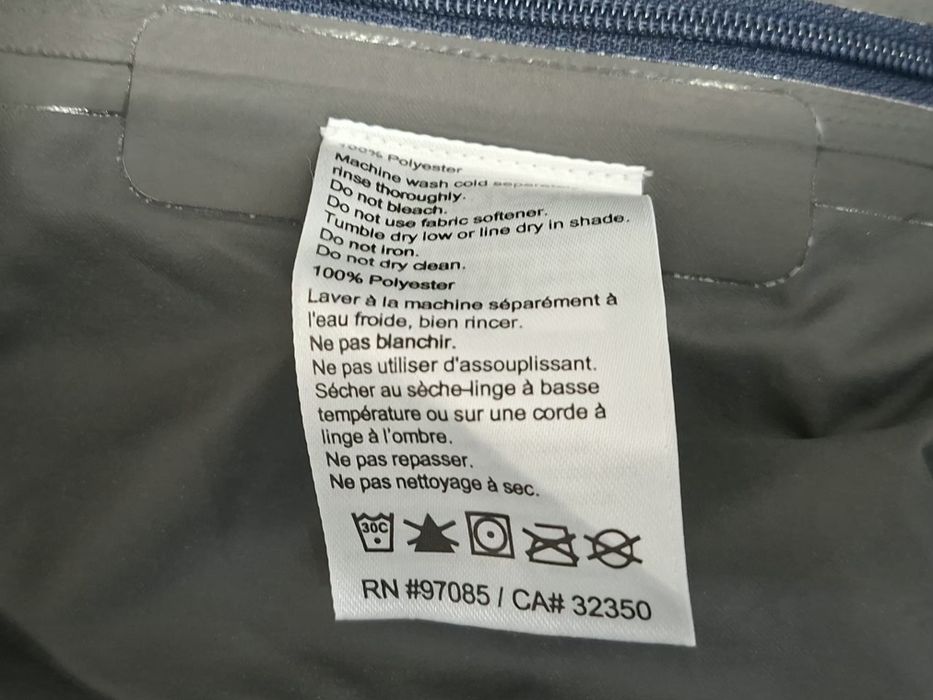 100% Polyester
Machine wash cold separately
rinse thoroughly.
Do not bleach.
Do not use fabric softener.
Tumble dry low or line dry in shade.
Do not iron.
Do not dry clean.
100% Polyester
Laver à la machine séparément à
l'eau froide, bien rincer.
Ne pas blanchir.
Ne pas utiliser d'assouplissant.
Sécher au sèche-linge à basse
température ou sur une corde à
linge à l'ombre.
Ne pas repasser.
Ne pas nettoyage à sec.
30C
RN #97085 / CA# 32350